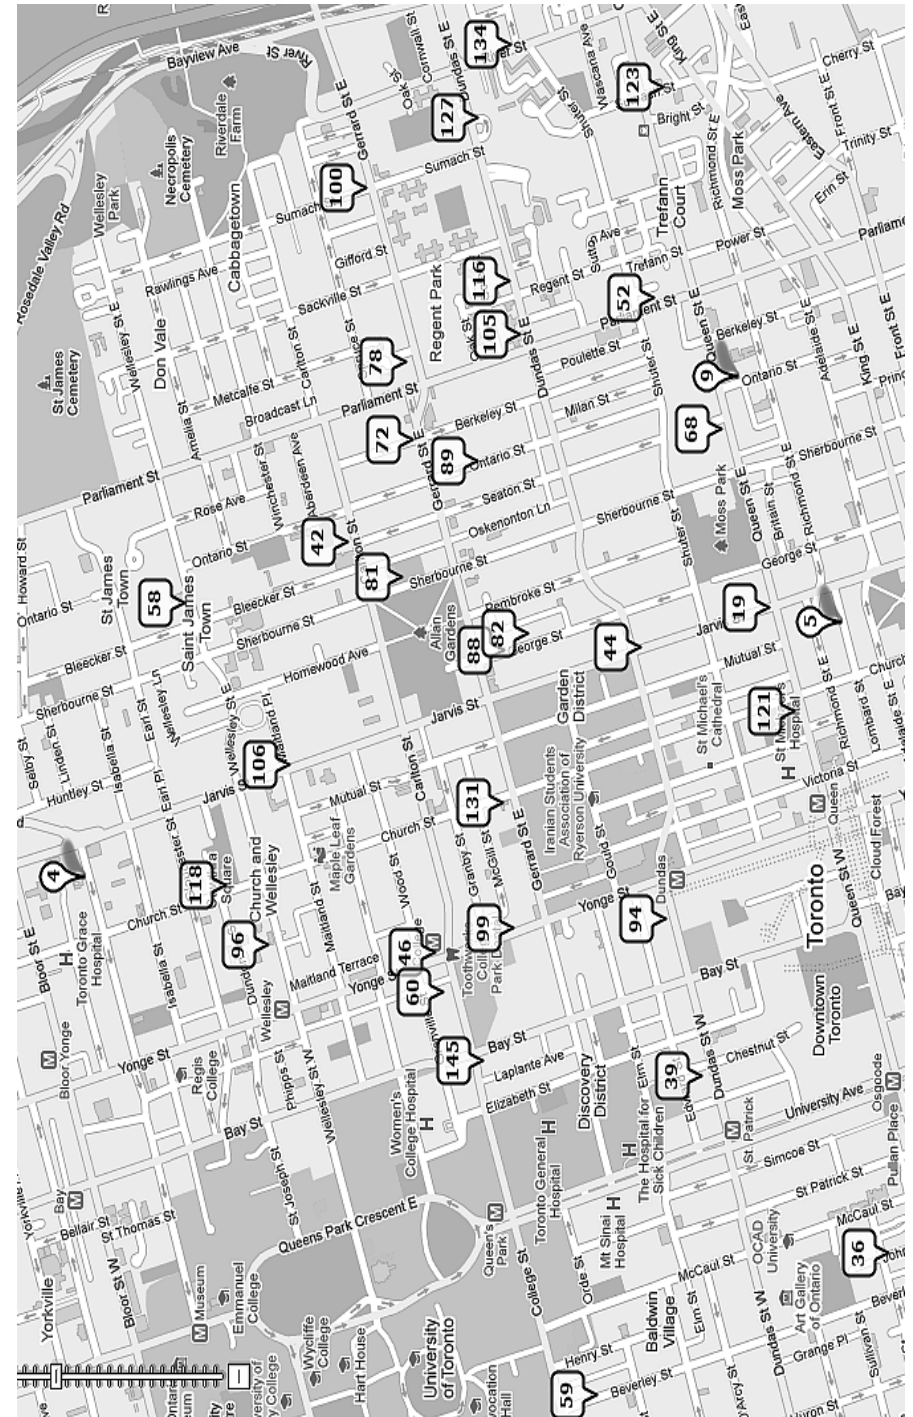 Bayview Ave
River St
134
Cornwall St
Oak St
Dundas St E
Wascana Ave
King St E
Cherry St
123
Riverdale
Farm
Gerrard St E
127
Shuter St
Bright St
Front St E
Eastern Ave
Trinity St
Necropolis
Cemetery
Wellesley
Park
Rosedale Valley Rd
100
Sumach St
Richmond St E
Moss Park
Erin St
Cabbagetown
Trefann
Court
Gifford St
Power St
Rawlings Ave
Regent St
Trefann St
Sackville St
Regent Park
116
52
Wellesley St E
Don Vale
Carlton St
105
Dundas St E
Queen St E
Berkeley St
Adelaide St E
King St E
Front St E
St James
Cemetery
78
Poulette St
Shuter St
9
Ontario St
Metcalfe St
Broadcast Ln
Parliament St
Milan St
Amelia St
72
Berkeley St
68
Sherbourne St
89
Ontario St
Winchester St
Aberdeen Ave
Gerrard St E
Parliament St
Rose Ave
Seaton St
Oskenonton Ln
Sherbourne St
Moss Park
Queen St E
Britain St
Richmond St E
42
Howard St
Ontario St
Shuter St
George St
St James
Town
81
Sherbourne St
Ontario St
58
Bleecker St
Pembroke St
19
5
Saint James
Town
Sherbourne St
Allan
Gardens
88
82
George St
44
Bleecker St
Homewood Ave
Mutual St
Garden
District
Sherbourne St
Wellesley Ln
Earl St
Jarvis St
St Michael's
Cathedral
121
Hospital
Richmond St E
Lombard St
Selby St
Linden St
Isabella St
Wellesley St E
106
Carlton St
Iranian Students
Association of
Ryerson University
Victoria St
Huntley St
Earl Pl
Mutual St
131
Queen
Church St
Maple Leaf
Gardens
Granby St
McGill St
Gerrard St E
Gould St
Cloud Forest
4
118
Square
Church and
Wellesley
Wood St
Dundas
Toronto
Queen St W
Church St
Maitland St
Yonge St
94
Bloor St E
Toronto Grace
Hospital
96
99
46
Isabella St
Maitland Terrace
60
Bay St
Downtown
Toronto
Wellesley
Bloor Yonge
Yonge St
Regis
College
Phipps St
Wellesley St W
145
Bay St
Laplante Ave
Elizabeth St
Discovery
District
Elm St
39
Dundas St W
Chestnut St
University Ave
Osgoode
Bay St
Women's
College Hospital
Toronto General
Hospital
The Hospital for
Sick Children
St. Patrick
Simcoe St
Pullan Place
St Joseph St
Bay
Bellair St
St Thomas St
Queens Park Crescent E
Queen's
Park
Mt Sinai
Hospital
St Patrick St
McCaul St
OCAD
University
36
Yorkville
Bloor St W
Museum
Emmanuel
College
College St
Orde St
McCaul St
Art Gallery
of Ontario
Wycliffe
College
Hart House
University
of Toronto
Baldwin
Village
Elm St
Dundas St W
Grange Pl
Henry St
59
Beverley St
D'Arcy St
Sullivan St
Huron St